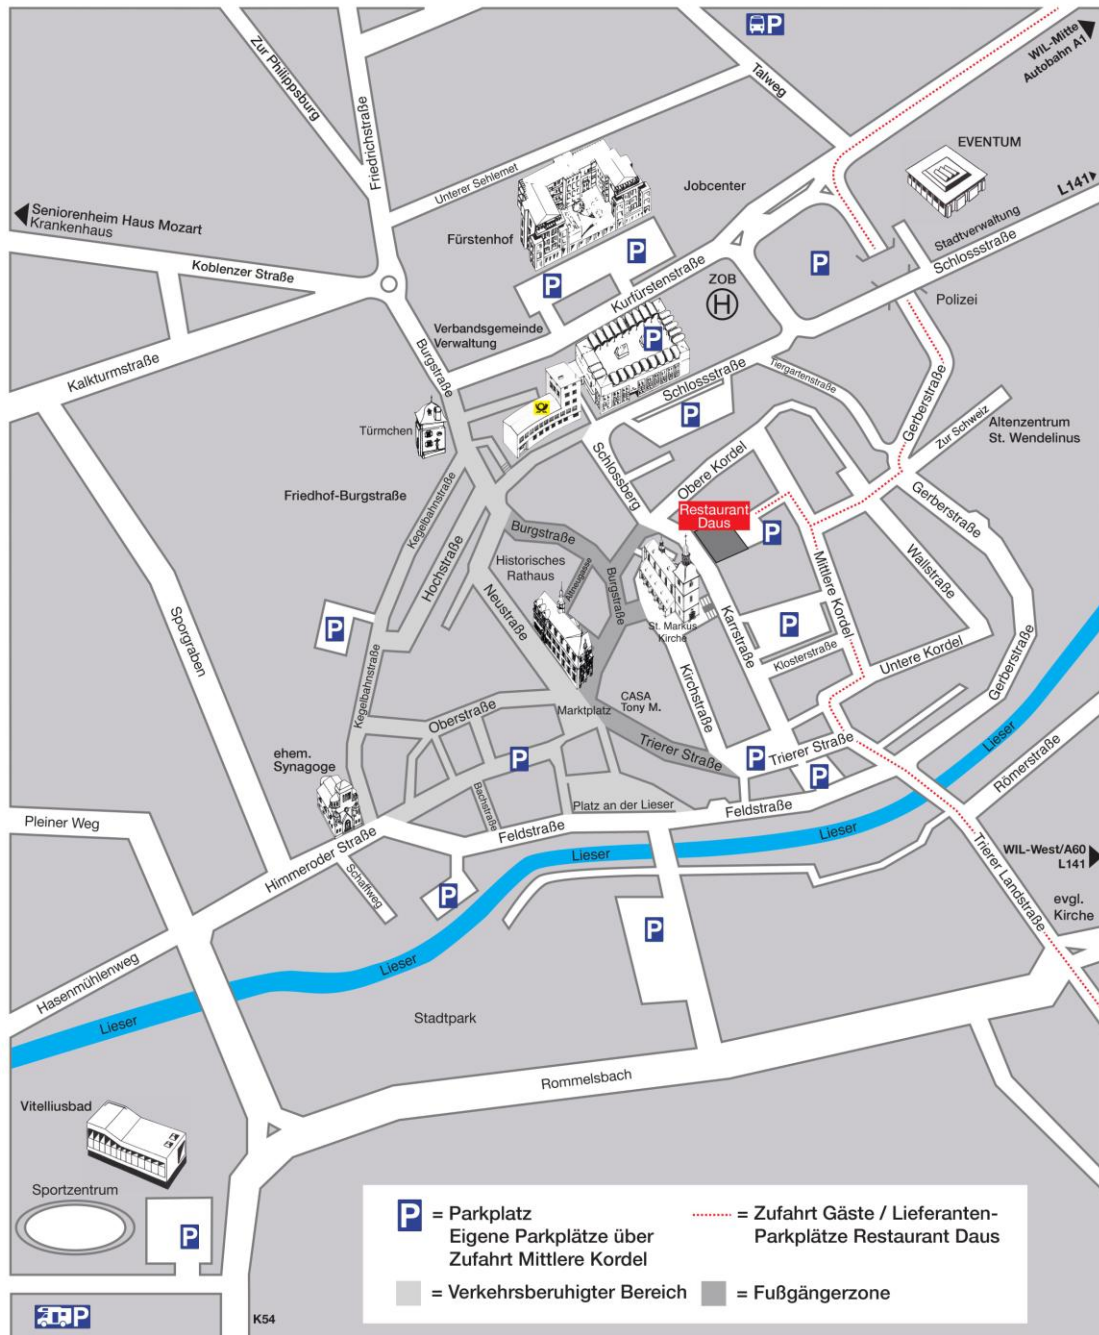 P
WIL-Mitte
Autobahn A1
Zur Philippsburg
Friedrichstraße
Talweg
EVENTUM
Unterer Sehlemet
Jobcenter
L141
Seniorenheim Haus Mozart
Krankenhaus
Fürstenhof
P
Stadtverwaltung
Schlossstraße
Koblenzer Straße
P
P
Kurfürstenstraße
ZOB
H
Polizei
Verbandsgemeinde
Verwaltung
P
Burgstraße
Kalkturmstraße
Schlossstraße
Tiergartenstraße
Gerberstraße
P
Türmchen
Zur Schweiz
Altenzentrum
St. Wendelinus
Schlossberg
Obere Kordel
Friedhof-Burgstraße
Kegelbahnstraße
Gerberstraße
Restaurant
Daus
P
Burgstraße
Hochstraße
Historisches
Rathaus
Altneugasse
Burgstraße
Wallstraße
Mittlere Kordel
Neustraße
P
St. Markus
Kirche
Karrstraße
P
Sporgraben
Klosterstraße
Untere Kordel
Kegelbahnstraße
Kirchstraße
Gerberstraße
CASA
Tony M.
Oberstraße
Marktplatz
Trierer Straße
Trierer Straße
ehem.
Synagoge
P
P
P
Lieser
Römerstraße
Bachstraße
Platz an der Lieser
Feldstraße
Pleiner Weg
Feldstraße
Lieser
Himmeroder Straße
Lieser
Trierer Landstraße
WIL-West/A60
L141
Schaffweg
P
evgl.
Kirche
P
Hasenmühlenweg
Lieser
Lieser
Stadtpark
Rommelsbach
Vitelliusbad
Sportzentrum
P
P = Parkplatz
Eigene Parkplätze über
Zufahrt Mittlere Kordel
= Zufahrt Gäste / Lieferanten-
Parkplätze Restaurant Daus
= Verkehrsberuhigter Bereich
= Fußgängerzone
P
K54